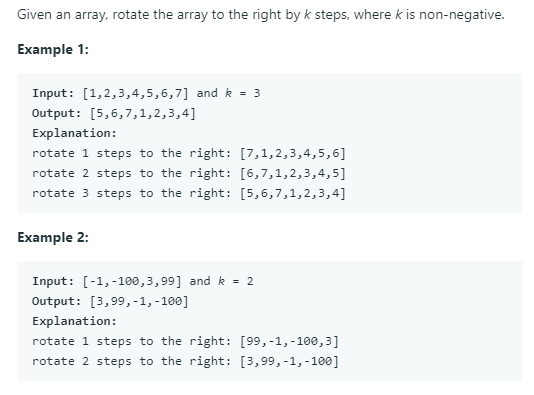 Given an array, rotate the array to the right by k steps, where k is non-negative.
Example 1:
Input: [1,2,3,4,5,6,7] and k = 3
Output: [5,6,7,1,2,3,4]
Explanation:
rotate 1 steps to the right: [7,1,2,3,4,5,6]
rotate 2 steps to the right: [6,7,1,2,3,4,5]
rotate 3 steps to the right: [5,6,7,1,2,3,4]
Example 2:
Input: [-1,-100,3,99] and k = 2
Output: [3,99,-1,-100]
Explanation:
rotate 1 steps to the right: [99,-1,-100,3]
rotate 2 steps to the right: [3,99,-1,-100]